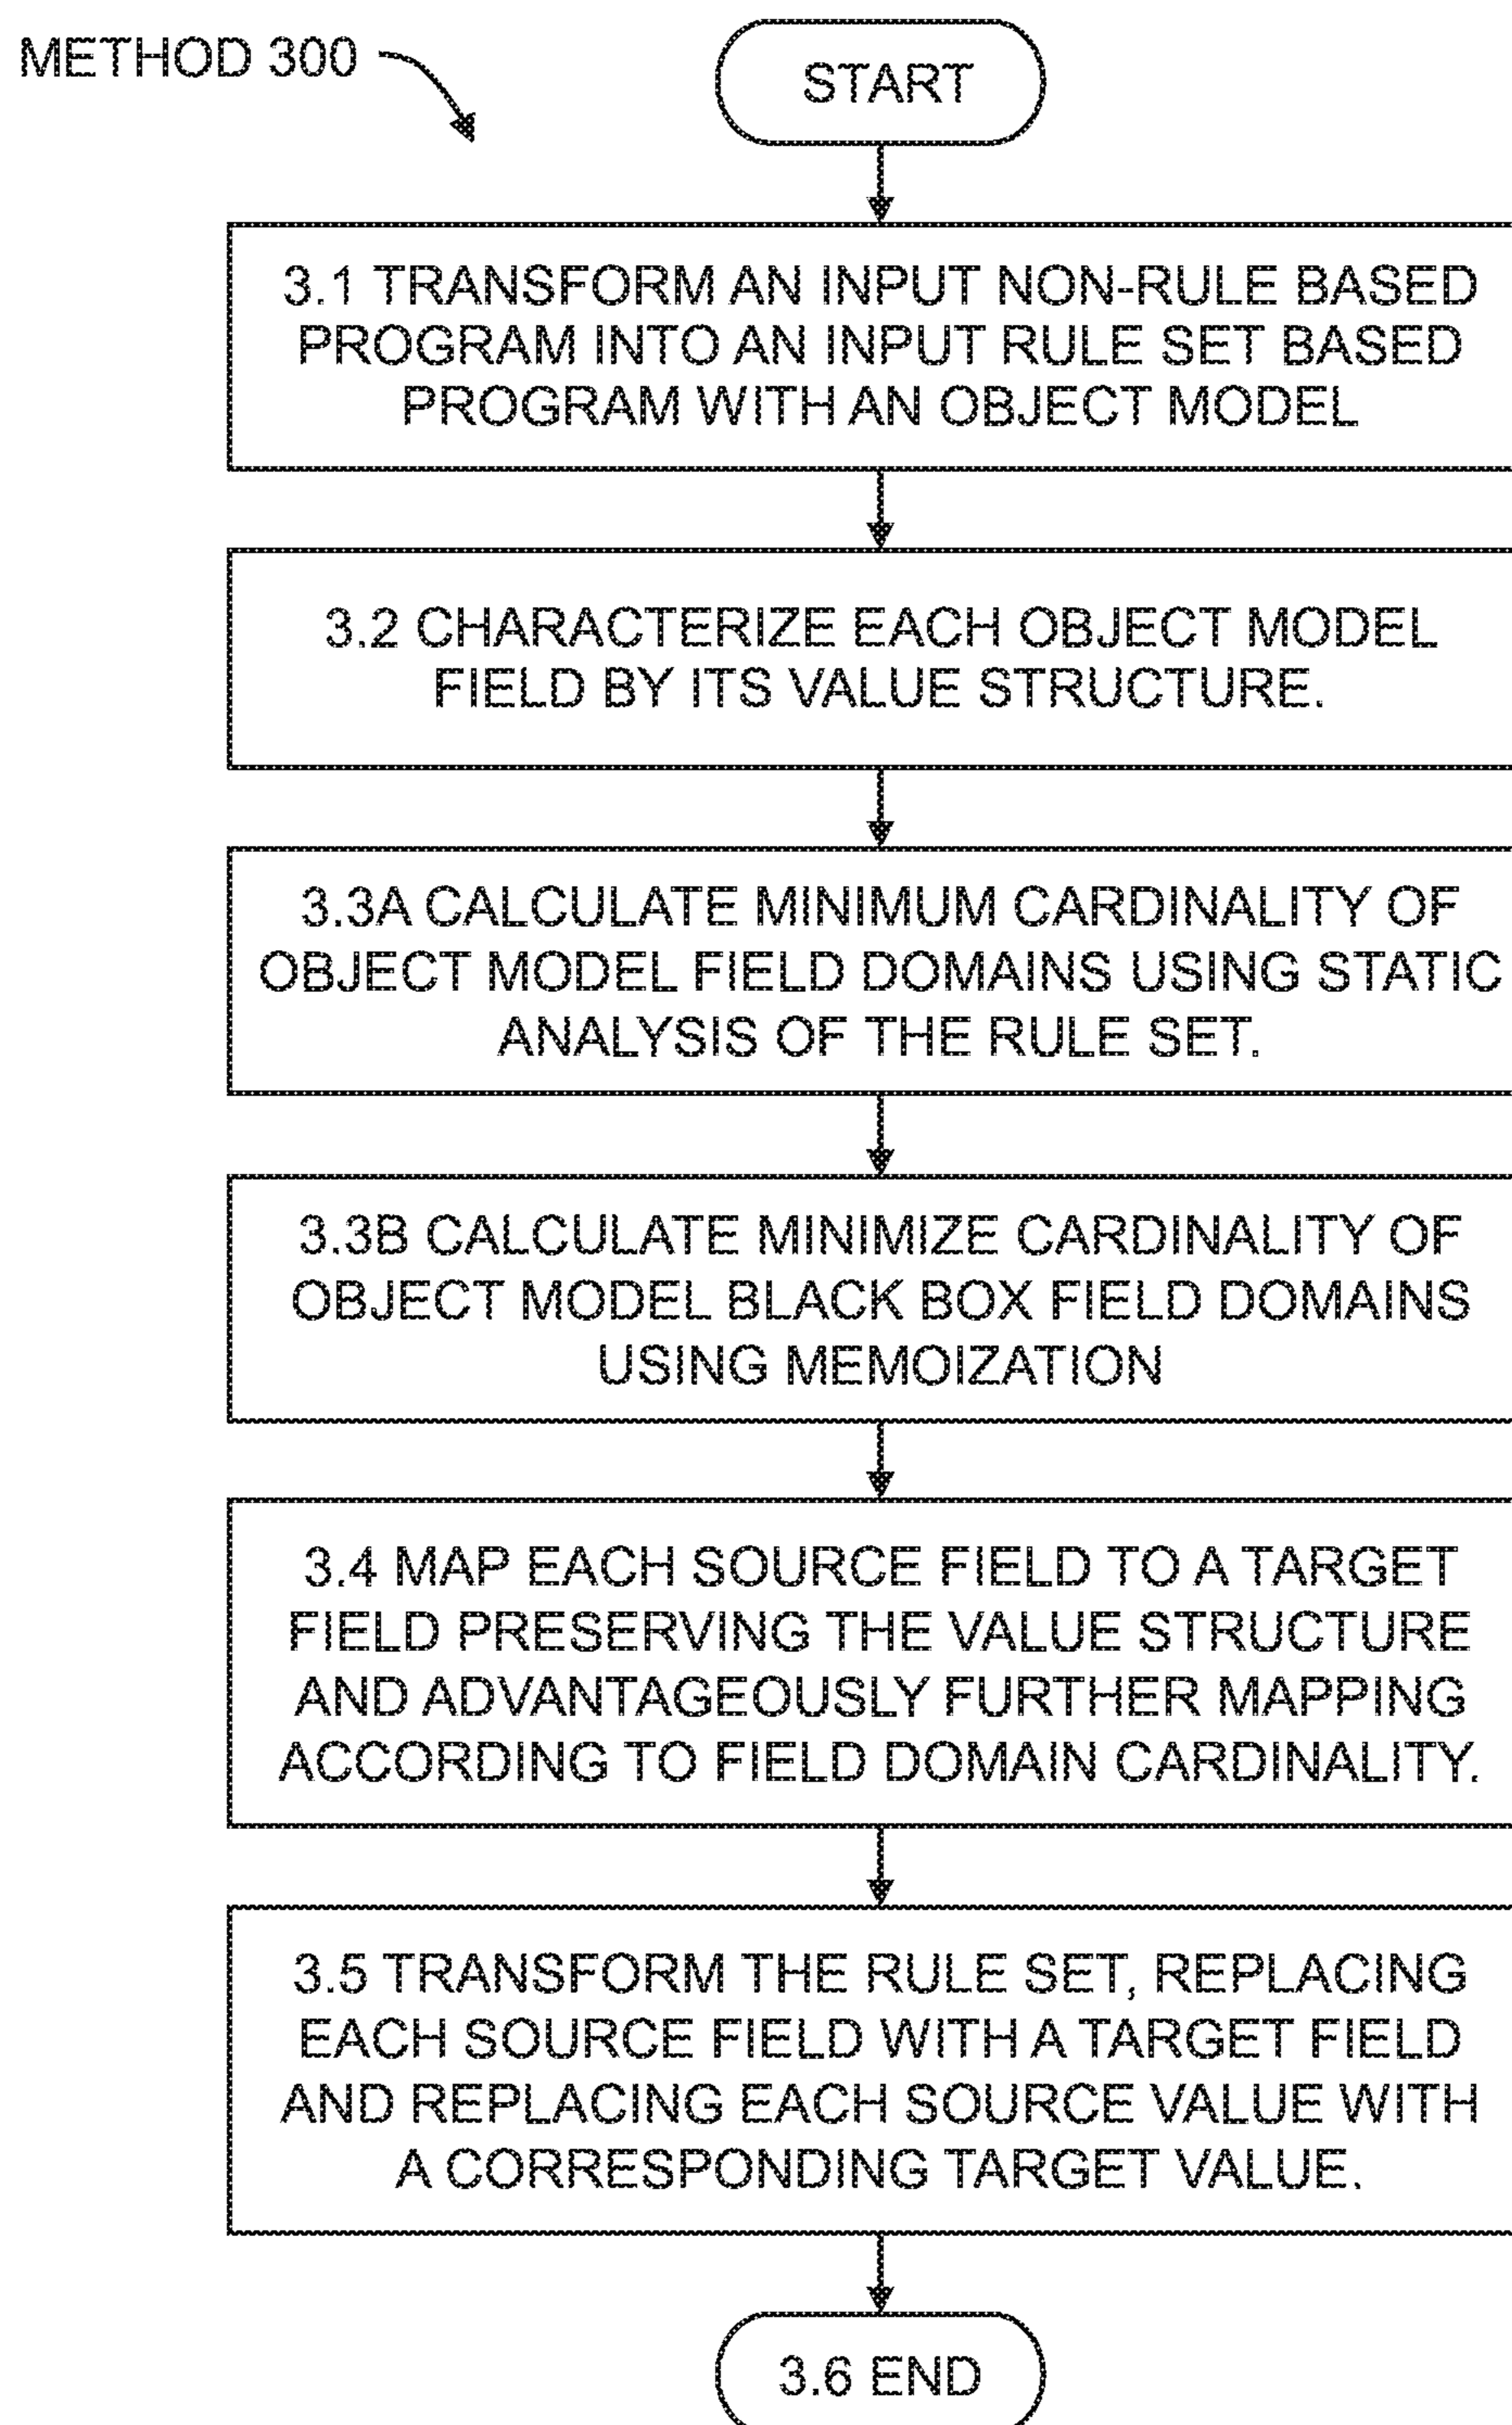 METHOD 300
START
3.1 TRANSFORM AN INPUT NON-RULE BASED
PROGRAM INTO AN INPUT RULE SET BASED
PROGRAM WITH AN OBJECT MODEL
3.2 CHARACTERIZE EACH OBJECT MODEL
FIELD BY ITS VALUE STRUCTURE.
3.3A CALCULATE MINIMUM CARDINALITY OF
OBJECT MODEL FIELD DOMAINS USING STATIC
ANALYSIS OF THE RULE SET.
3.3B CALCULATE MINIMIZE CARDINALITY OF
OBJECT MODEL BLACK BOX FIELD DOMAINS
USING MEMOIZATION
3.4 MAP EACH SOURCE FIELD TO A TARGET
FIELD PRESERVING THE VALUE STRUCTURE
AND ADVANTAGEOUSLY FURTHER MAPPING
ACCORDING TO FIELD DOMAIN CARDINALITY.
3.5 TRANSFORM THE RULE SET, REPLACING
EACH SOURCE FIELD WITH A TARGET FIELD
AND REPLACING EACH SOURCE VALUE WITH
A CORRESPONDING TARGET VALUE.
3.6 END